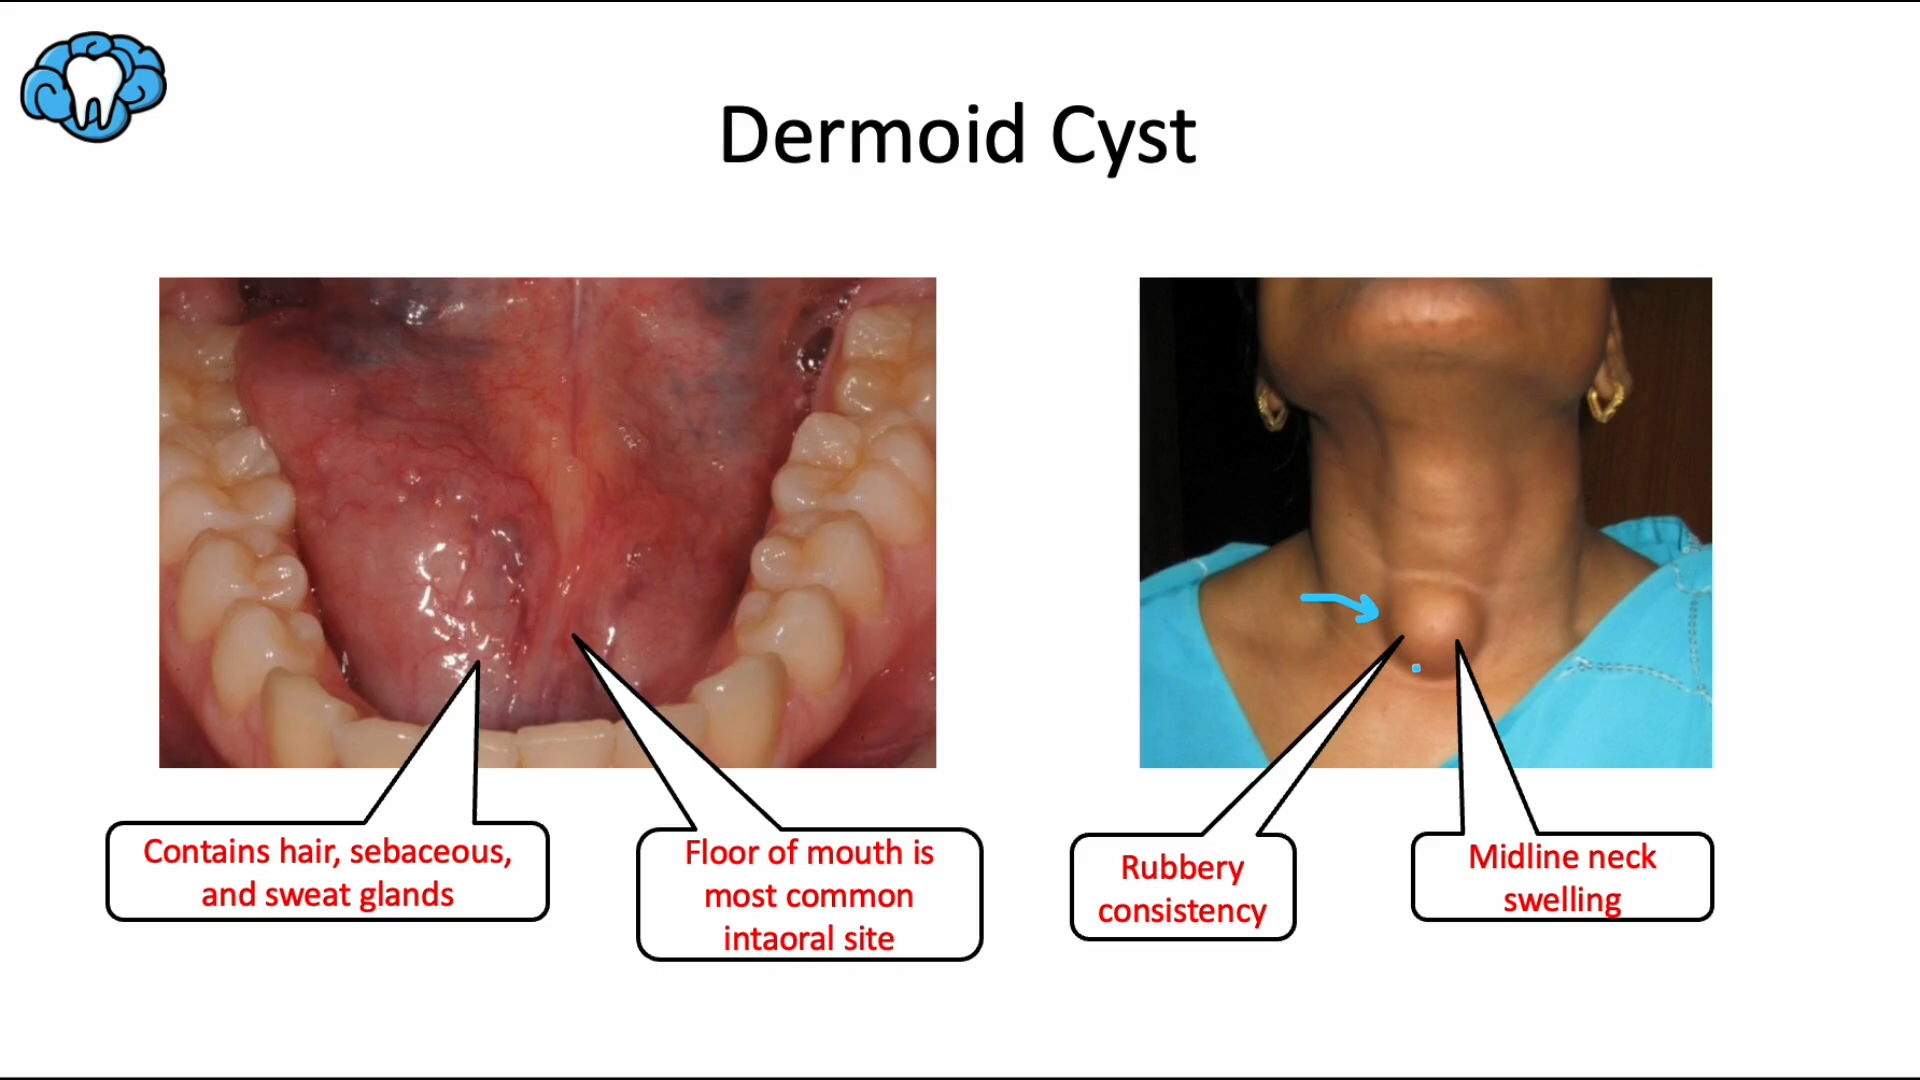 Dermoid Cyst
Contains hair, sebaceous,
and sweat glands
Floor of mouth is
most common
intaoral site
Rubbery
consistency
Midline neck
swelling